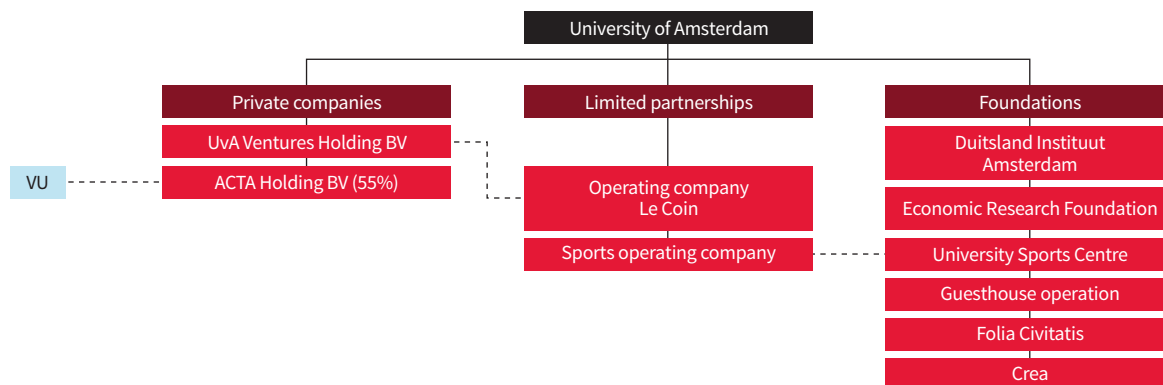 University of Amsterdam
Private companies
UvA Ventures Holding BV
ACTA Holding BV (55%)
VU
Limited partnerships
Operating company
Le Coin
Sports operating company
Foundations
Duitsland Instituut
Amsterdam
Economic Research Foundation
University Sports Centre
Guesthouse operation
Folia Civitatis
Crea